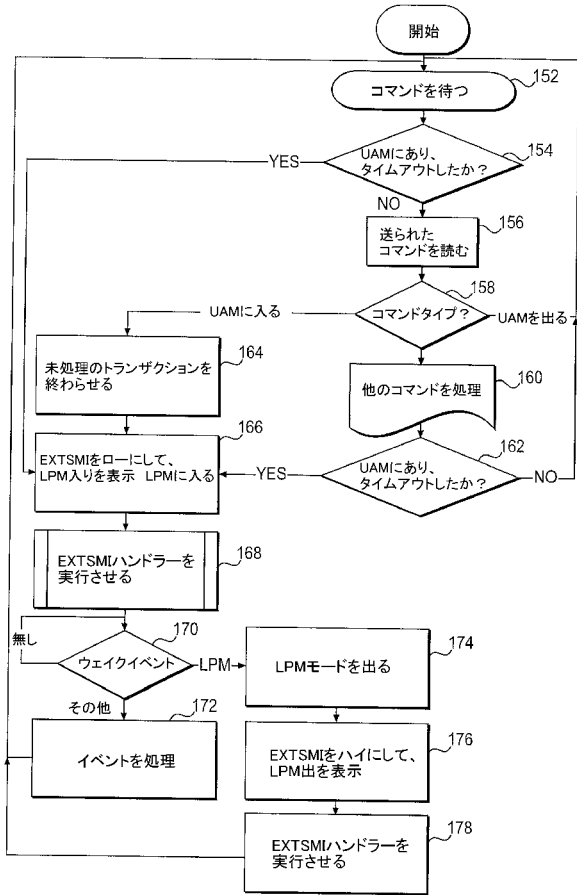 開始
コマンドを待つ
152
UAMにあり、
タイムアウトしたか？
154
YES
NO
送られた
コマンドを読む
156
コマンドタイプ？
158
UAMに入る
UAMを出る
未処理のトランザクションを
終わらせる
164
他のコマンドを処理
160
EXTSMIをローにして、
LPM入りを表示 LPMに入る
166
UAMにあり、
タイムアウトしたか？
162
YES
NO
EXTSMIハンドラーを
実行させる
168
無し
ウェイクイベント
170
LPM
LPMモードを出る
174
その他
イベントを処理
172
EXTSMIをハイにして、
LPM出を表示
176
EXTSMIハンドラーを
実行させる
178